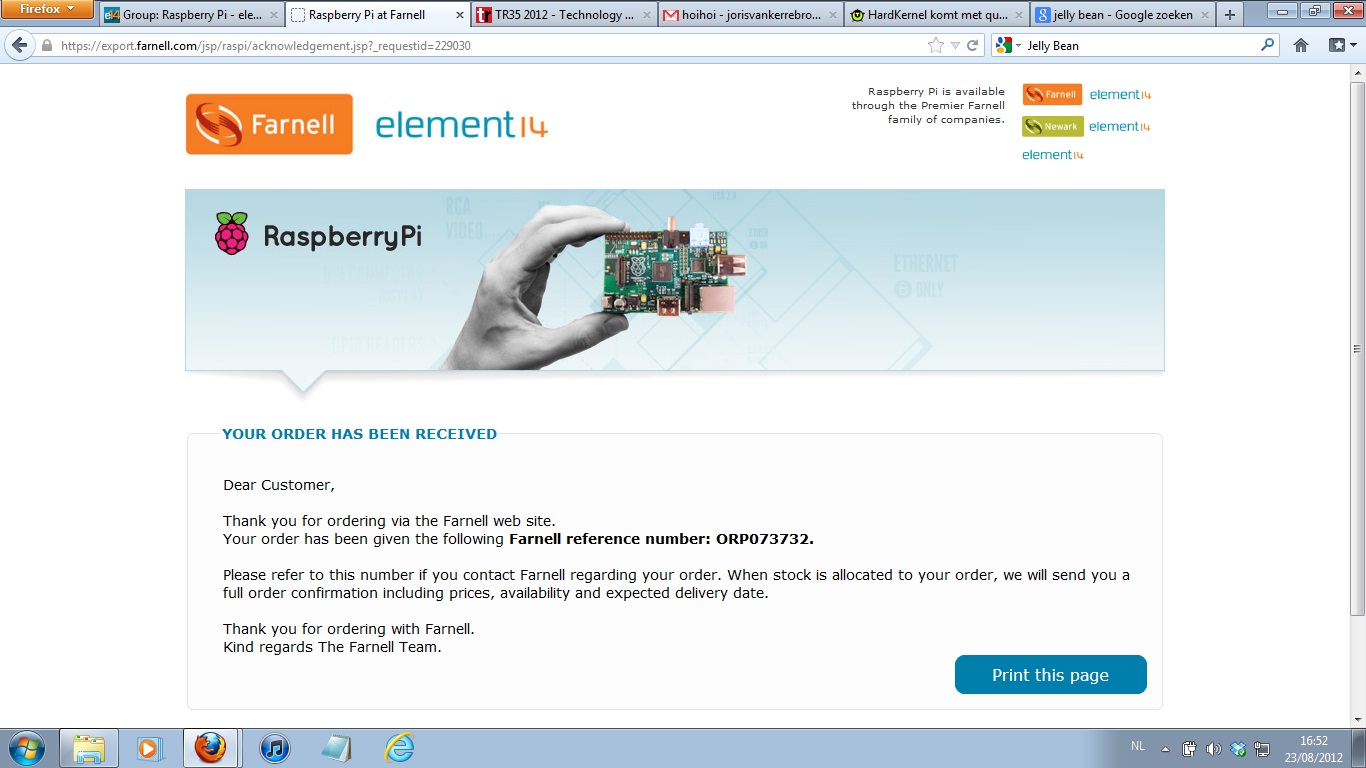 Firefox
Group: Raspberry Pi - ele...
Raspberry Pi at Farnell
TR35 2012 - Technology ...
hoihoi - jorisvankerrebro...
HardKernel komt met qu...
jelly bean - Google zoeken
https://export.farnell.com/jsp/raspi/acknowledgement.jsp?_requestid=229030
Jelly Bean
Farnell
element14
Raspberry Pi is available
through the Premier Farnell
family of companies.
Farnell element14
Newark element14
element14
RaspberryPi
RCA
VIDEO
USB 2.0
ETHERNET
ONLY
YOUR ORDER HAS BEEN RECEIVED
Dear Customer,
Thank you for ordering via the Farnell web site.
Your order has been given the following Farnell reference number: ORP073732.
Please refer to this number if you contact Farnell regarding your order. When stock is allocated to your order, we will send you a
full order confirmation including prices, availability and expected delivery date.
Thank you for ordering with Farnell.
Kind regards The Farnell Team.
Print this page
NL
16:52
23/08/2012